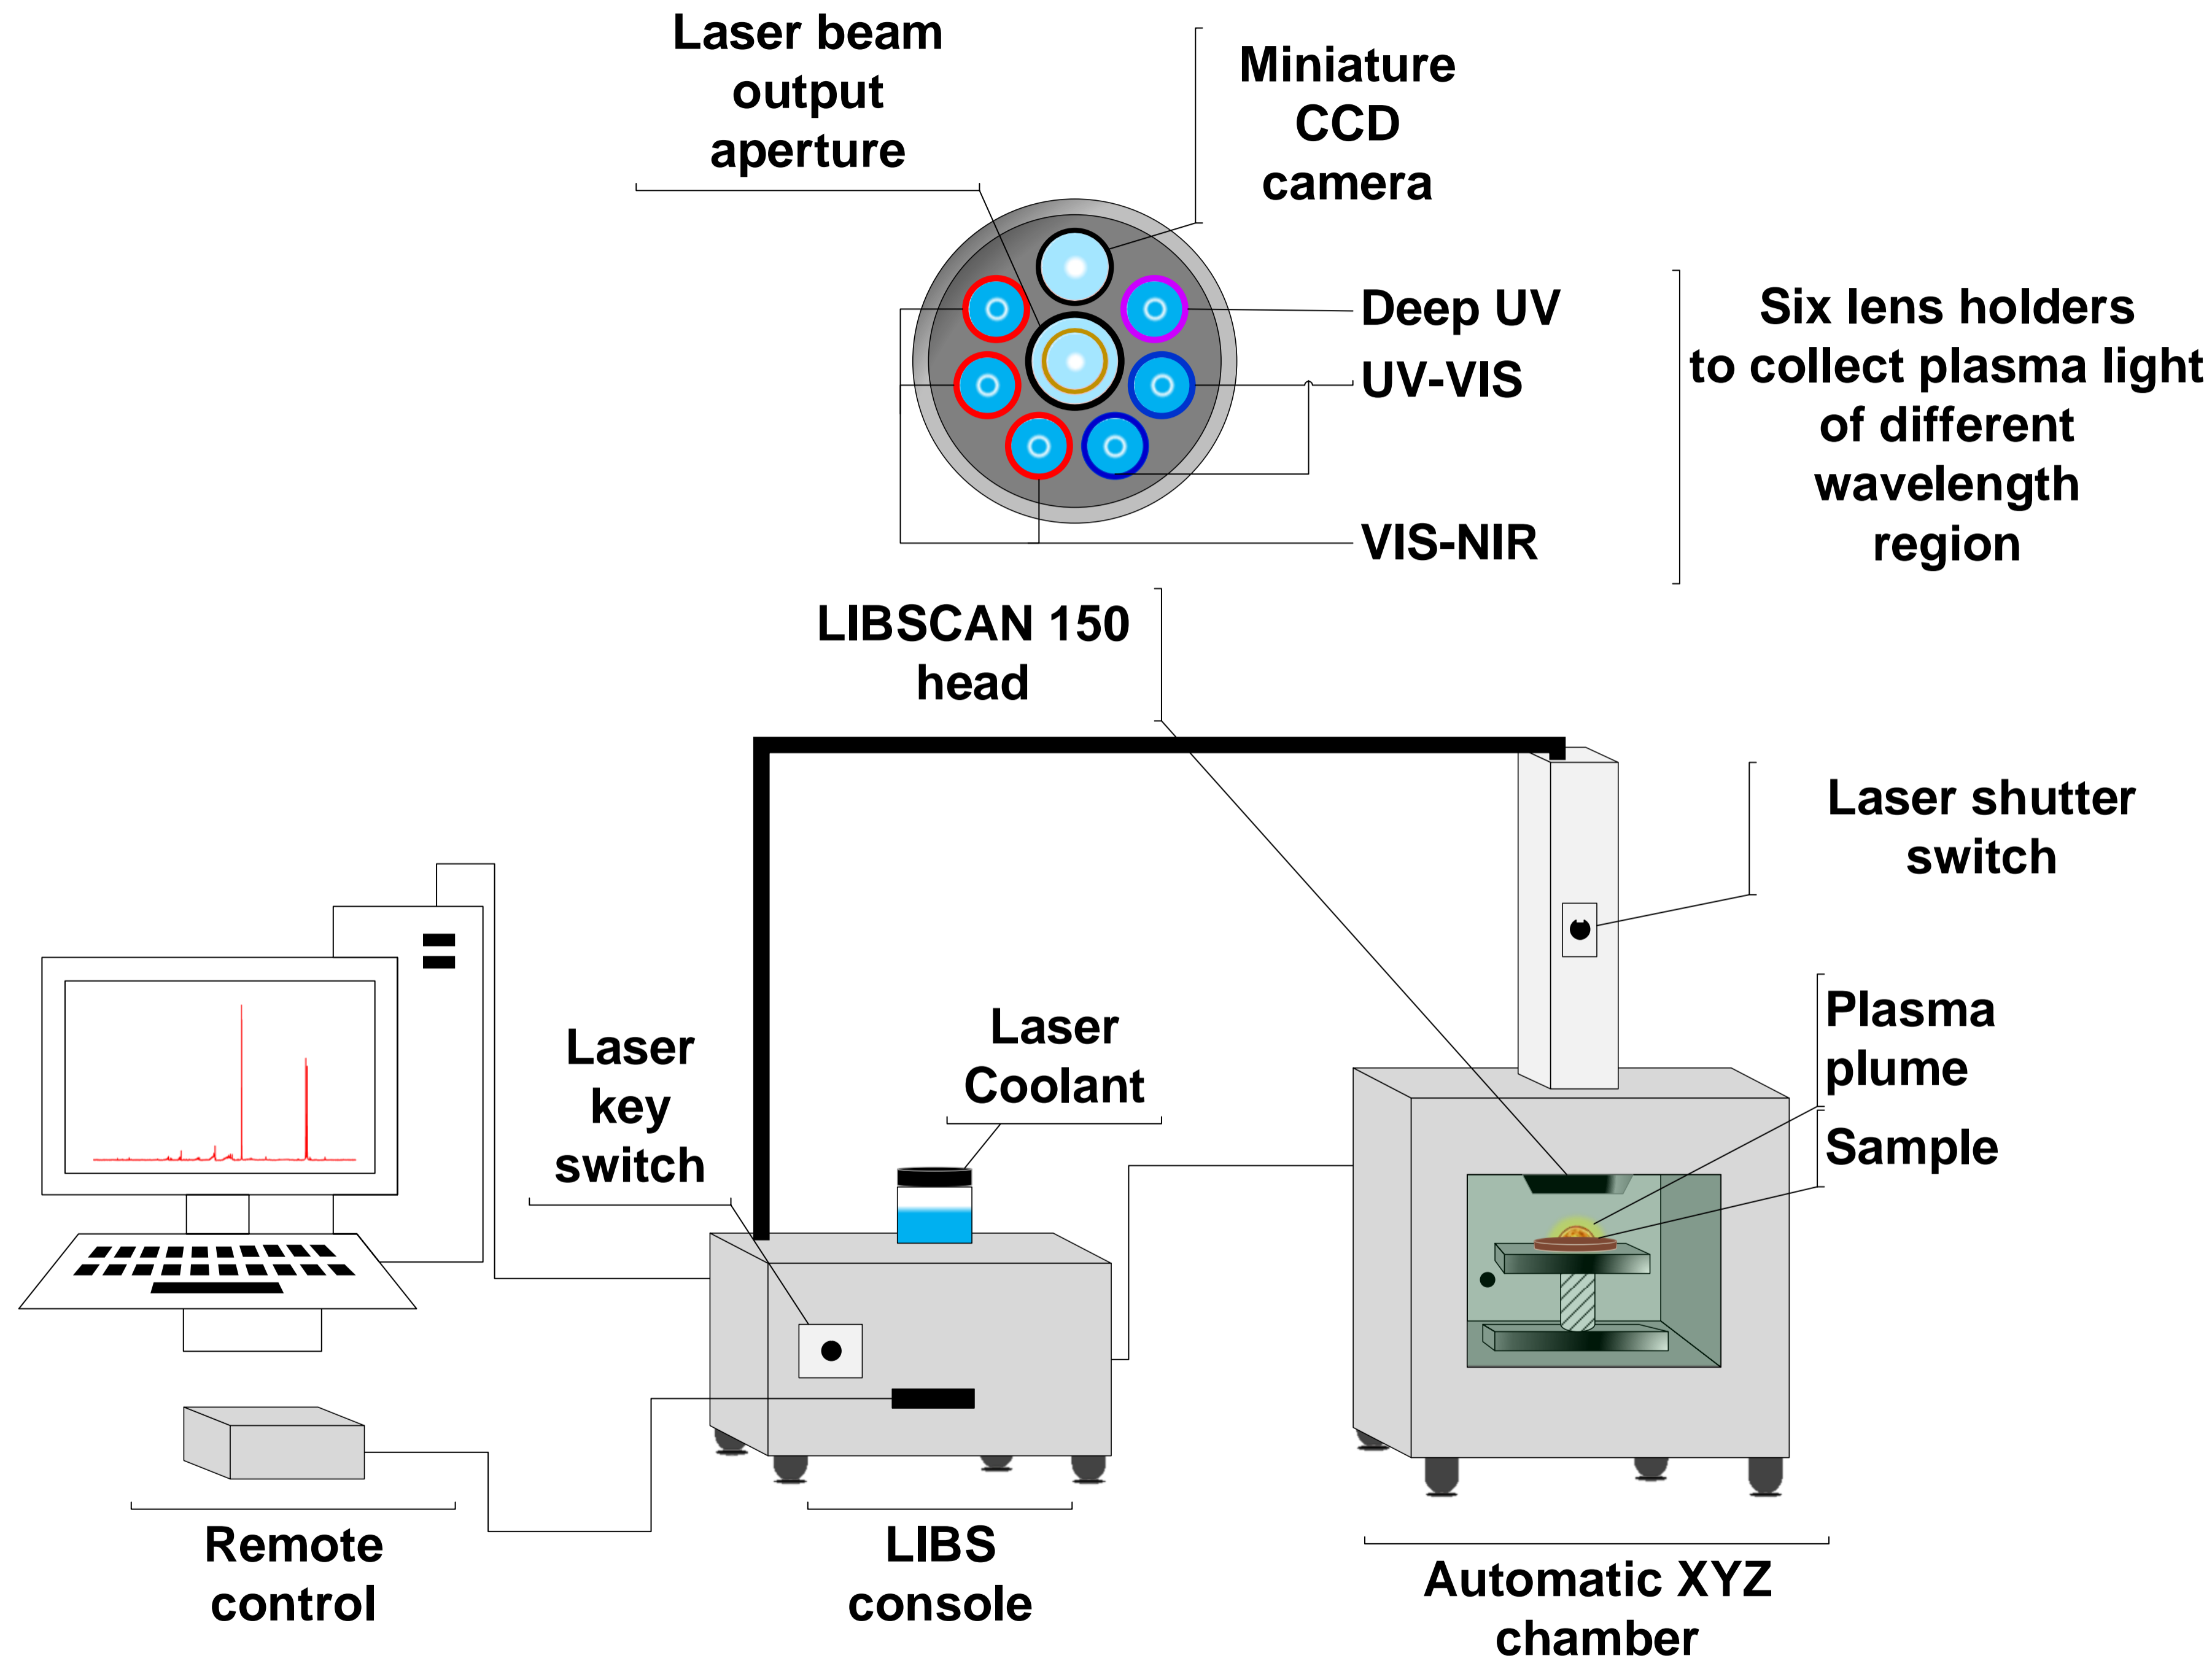 Laser beam
output
aperture
Miniature
CCD
camera
Deep UV
UV-VIS
VIS-NIR
Six lens holders
to collect plasma light
of different
wavelength
region
LIBSCAN 150
head
Laser shutter
switch
Plasma
plume
Sample
Laser
key
switch
Laser
Coolant
Remote
control
LIBS
console
Automatic XYZ
chamber